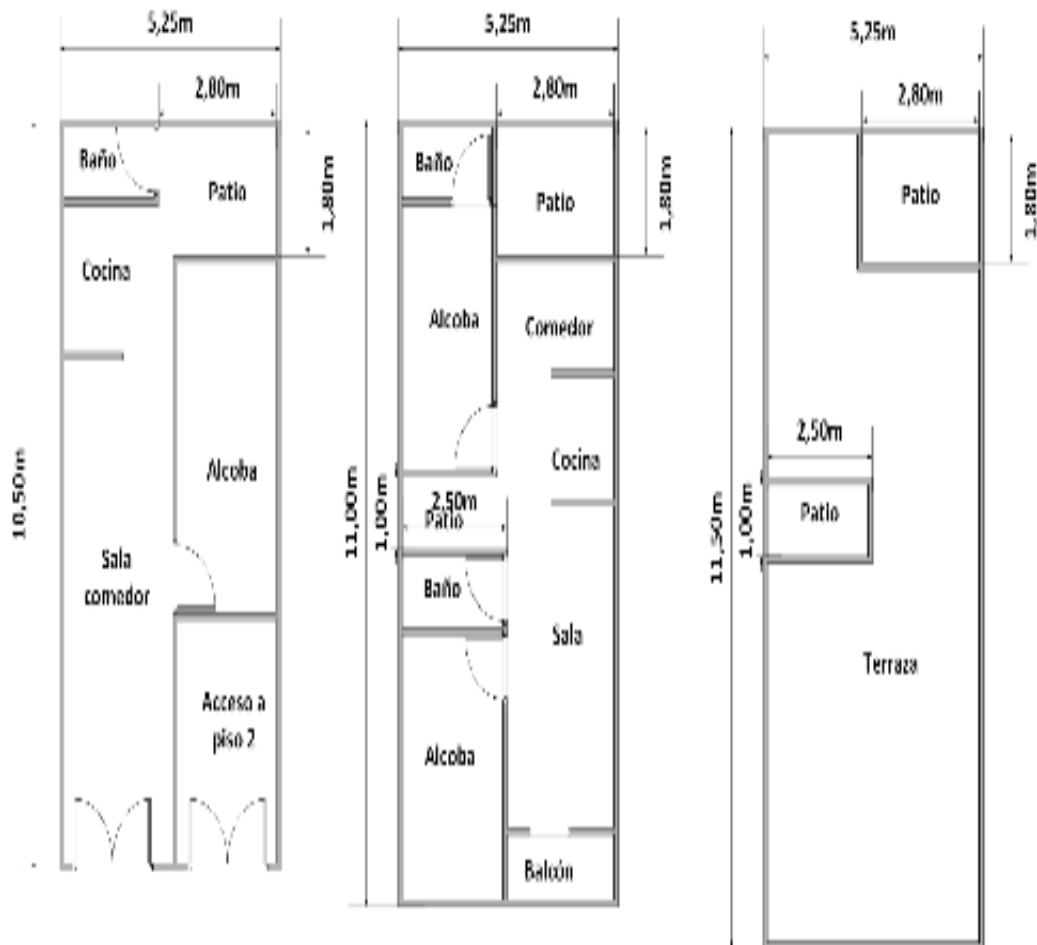 5,25m
2,80m
Baño
Patio
1,80m
Cocina
10,50m
Alcoba
Sala
comedor
Acceso a
piso 2
5,25m
2,80m
Baño
Patio
1,80m
Alcoba
Comedor
Cocina
11,00m
1,00m
2,50m
Patio
Baño
Sala
Alcoba
Balcón
5,25m
2,80m
Patio
1,80m
2,50m
11,50m
1,00m
Patio
Terraza